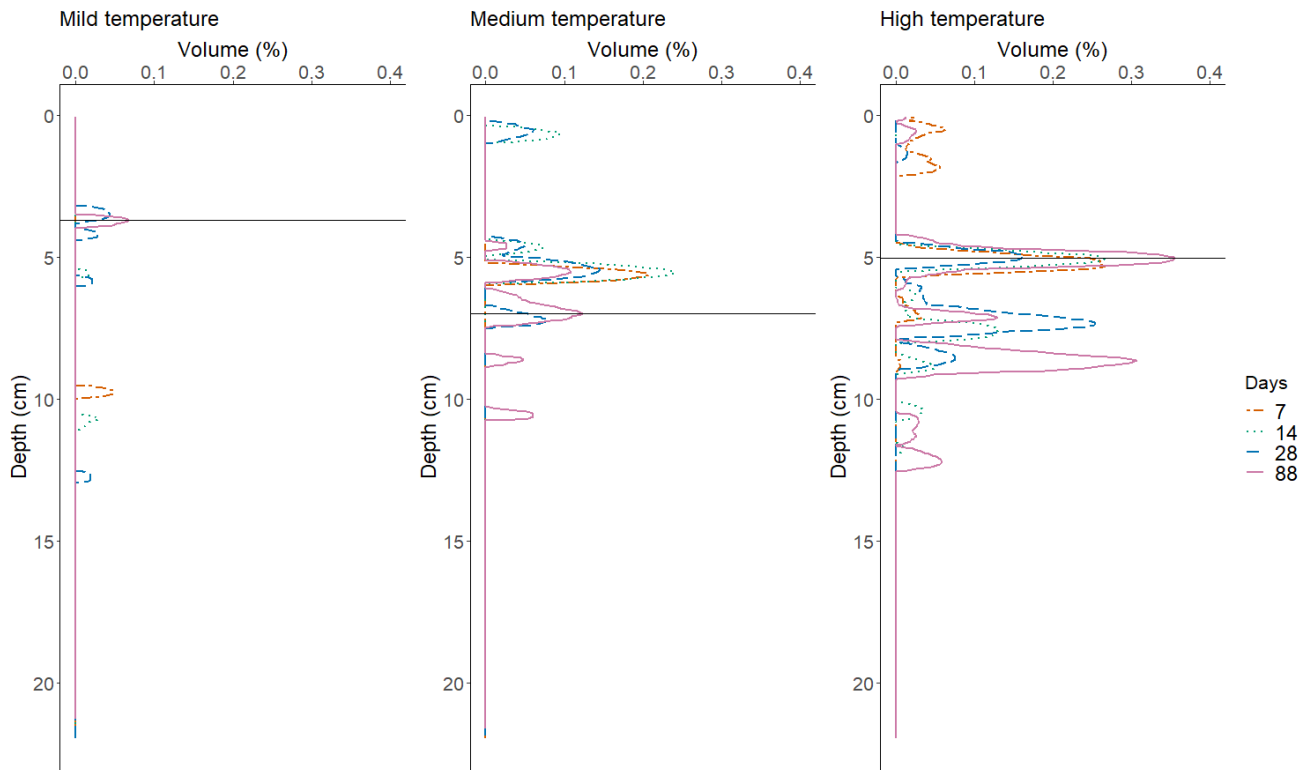 Mild temperature
Volume (%)
0.0 0.1 0.2 0.3 0.4
0
5
10
15
20
Depth (cm)
Medium temperature
Volume (%)
0.0 0.1 0.2 0.3 0.4
0
5
10
15
20
Depth (cm)
High temperature
Volume (%)
0.0 0.1 0.2 0.3 0.4
0
5
10
15
20
Depth (cm)
Days
7
14
28
88